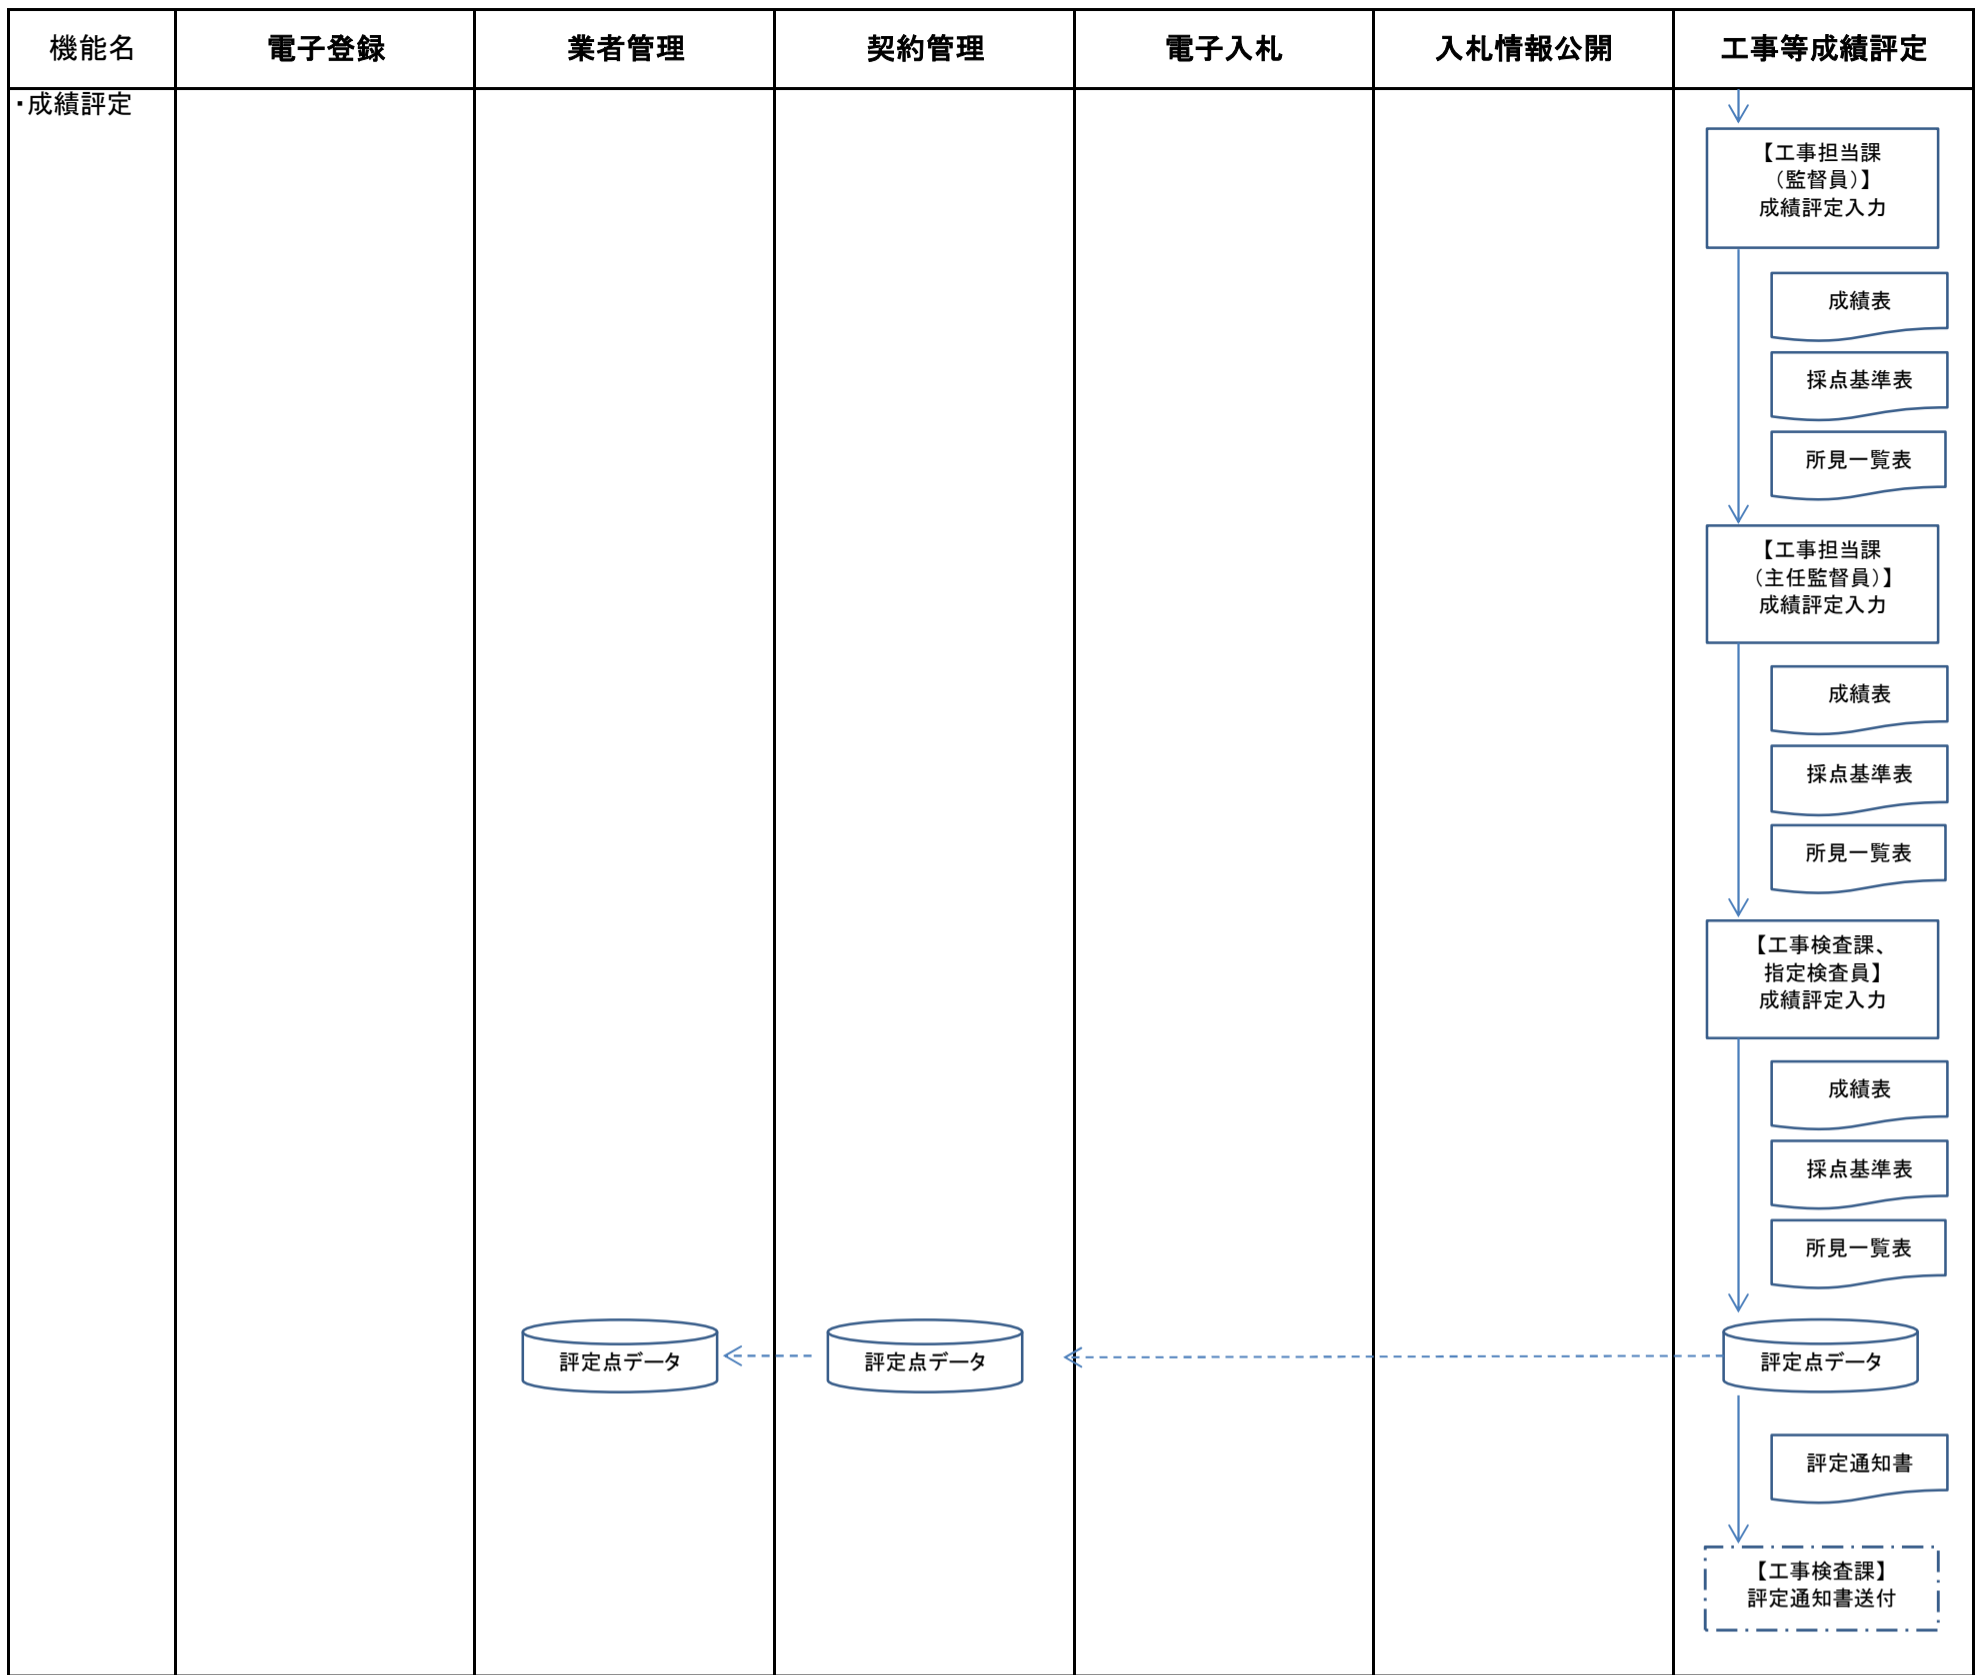 機能名
電子登録
業者管理
契約管理
電子入札
入札情報公開
工事等成績評定
・成績評定
【工事担当課
（監督員）】
成績評定入力
成績表
採点基準表
所見一覧表
【工事担当課
（主任監督員）】
成績評定入力
成績表
採点基準表
所見一覧表
【工事検査課、
指定検査員】
成績評定入力
成績表
採点基準表
所見一覧表
評定点データ
評定点データ
評定点データ
評定通知書
【工事検査課】
評定通知書送付